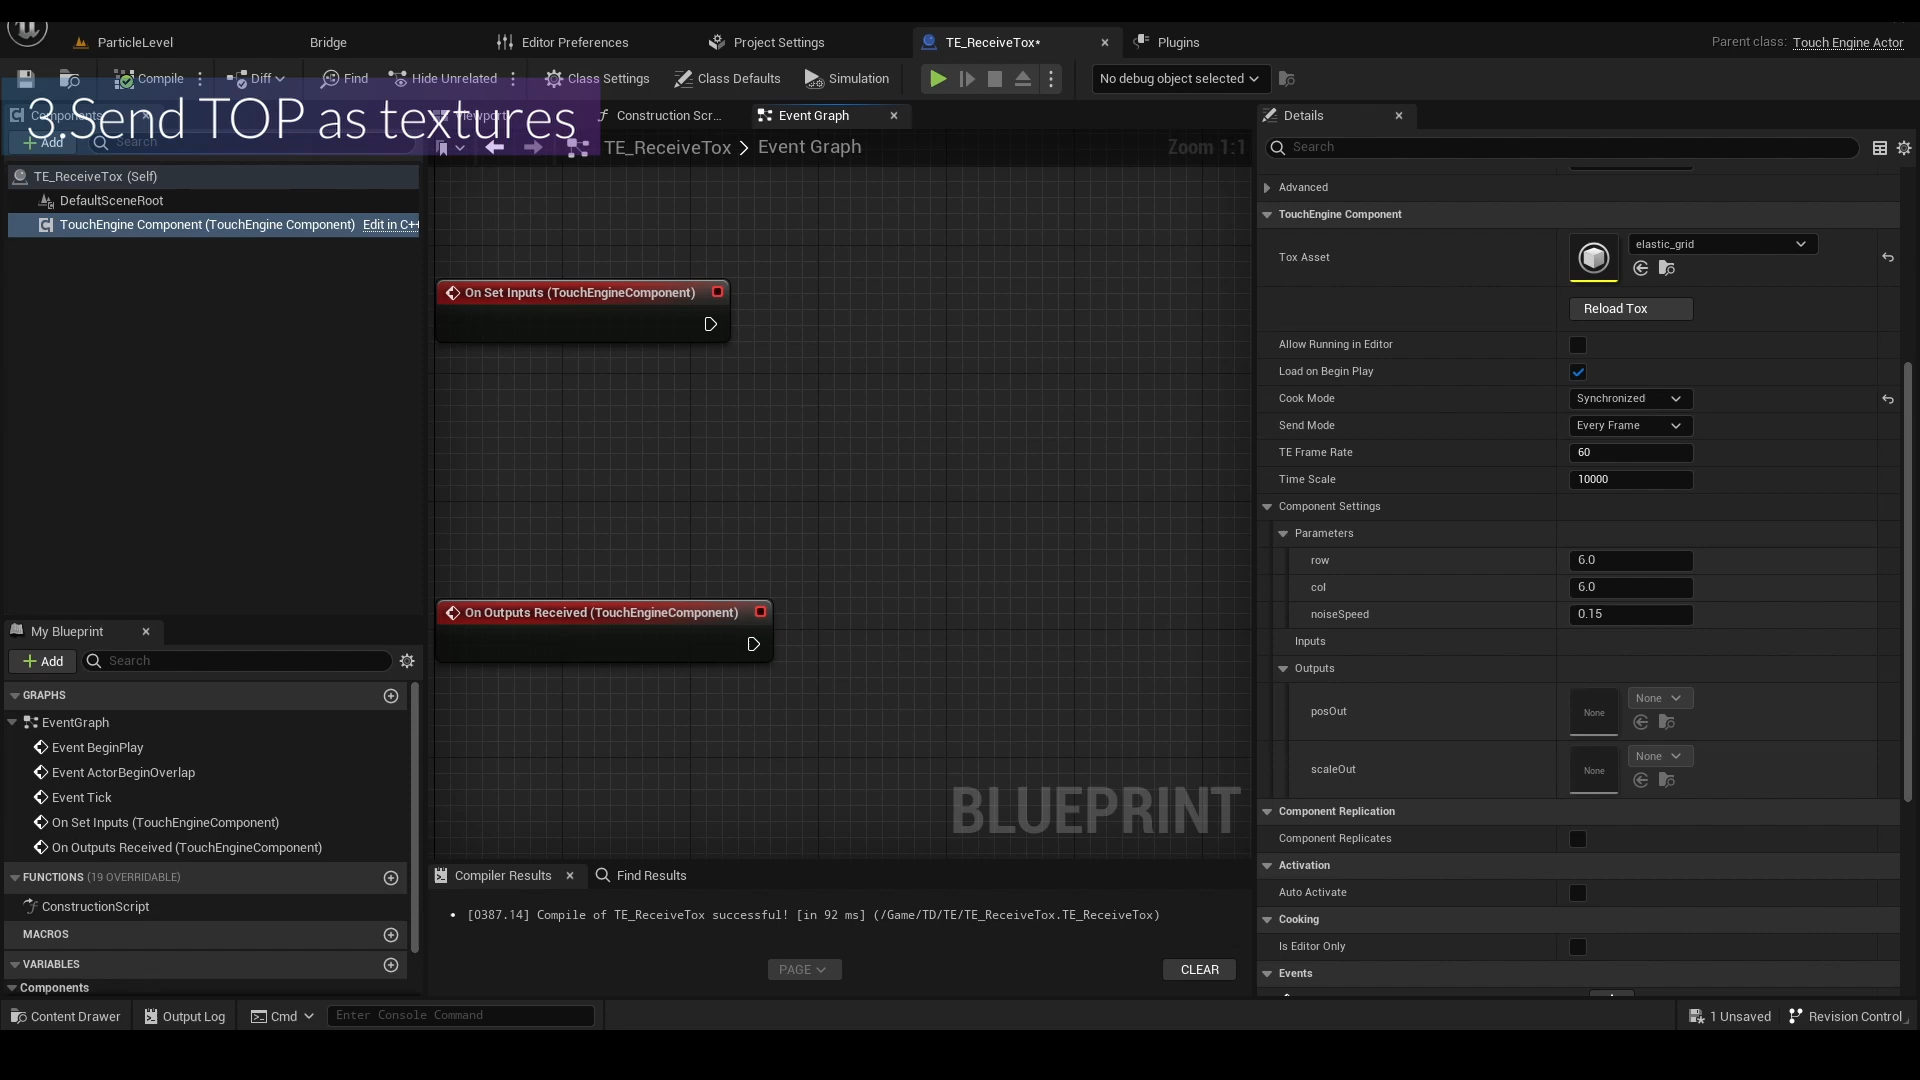 ParticleLevel
Bridge
Editor Preferences
Project Settings
TE_ReceiveTox*
Plugins
Parent class: Touch Engine Actor
Compile
Diff
Find
Hide Unrelated
Class Settings
Class Defaults
Simulation
No debug object selected
3.Send TOP as textures
Components
Viewport
Construction Scr...
Event Graph
Details
Add
Search
TE_ReceiveTox > Event Graph
Zoom 1:1
Search
TE_ReceiveTox (Self)
DefaultSceneRoot
TouchEngine Component (TouchEngine Component) Edit in C++
On Set Inputs (TouchEngineComponent)
On Outputs Received (TouchEngineComponent)
BLUEPRINT
Advanced
TouchEngine Component
Tox Asset
elastic_grid
Reload Tox
Allow Running in Editor
Load on Begin Play
Cook Mode
Synchronized
Send Mode
Every Frame
TE Frame Rate
60
Time Scale
10000
Component Settings
Parameters
row
6.0
col
6.0
noiseSpeed
0.15
Inputs
Outputs
posOut
None
None
scaleOut
None
None
Component Replication
Component Replicates
Activation
Auto Activate
Cooking
Is Editor Only
Events
My Blueprint
Add
Search
GRAPHS
EventGraph
Event BeginPlay
Event ActorBeginOverlap
Event Tick
On Set Inputs (TouchEngineComponent)
On Outputs Received (TouchEngineComponent)
FUNCTIONS (19 OVERRIDABLE)
ConstructionScript
MACROS
VARIABLES
Components
Compiler Results
Find Results
• [0387.14] Compile of TE_ReceiveTox successful! [in 92 ms] (/Game/TD/TE/TE_ReceiveTox.TE_ReceiveTox)
PAGE
CLEAR
Content Drawer
Output Log
Cmd
Enter Console Command
1 Unsaved
Revision Control